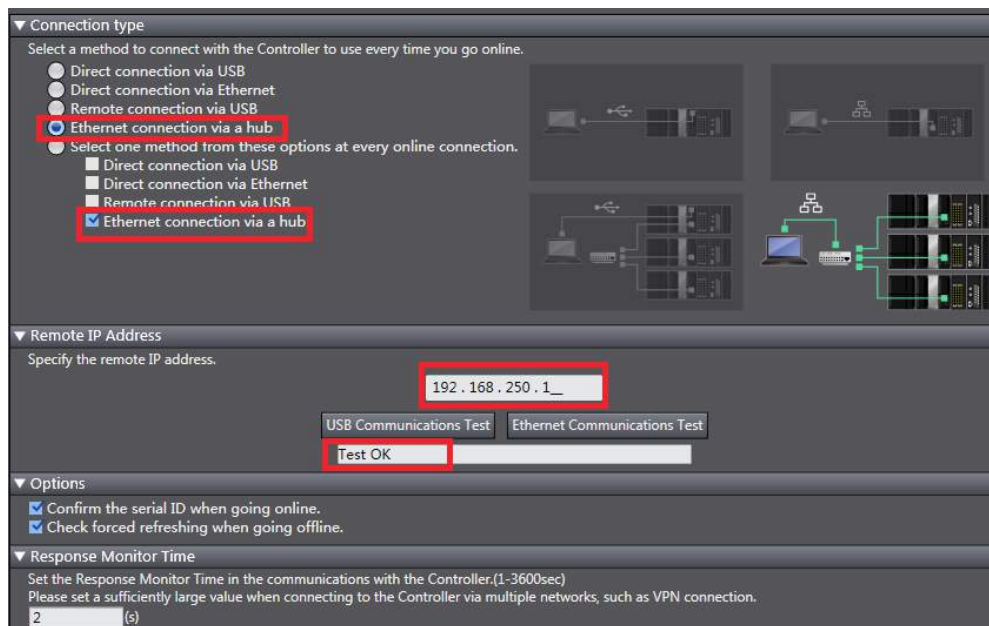 Connection type
Select a method to connect with the Controller to use every time you go online.
Direct connection via USB
Direct connection via Ethernet
Remote connection via USB
Ethernet connection via a hub
Select one method from these options at every online connection.
Direct connection via USB
Direct connection via Ethernet
Remote connection via USB
Ethernet connection via a hub
Remote IP Address
Specify the remote IP address.
192 . 168 . 250 . 1_
USB Communications Test Ethernet Communications Test
Test OK
Options
Confirm the serial ID when going online.
Check forced refreshing when going offline.
Response Monitor Time
Set the Response Monitor Time in the communications with the Controller.(1-3600sec)
Please set a sufficiently large value when connecting to the Controller via multiple networks, such as VPN connection.
2 (s)